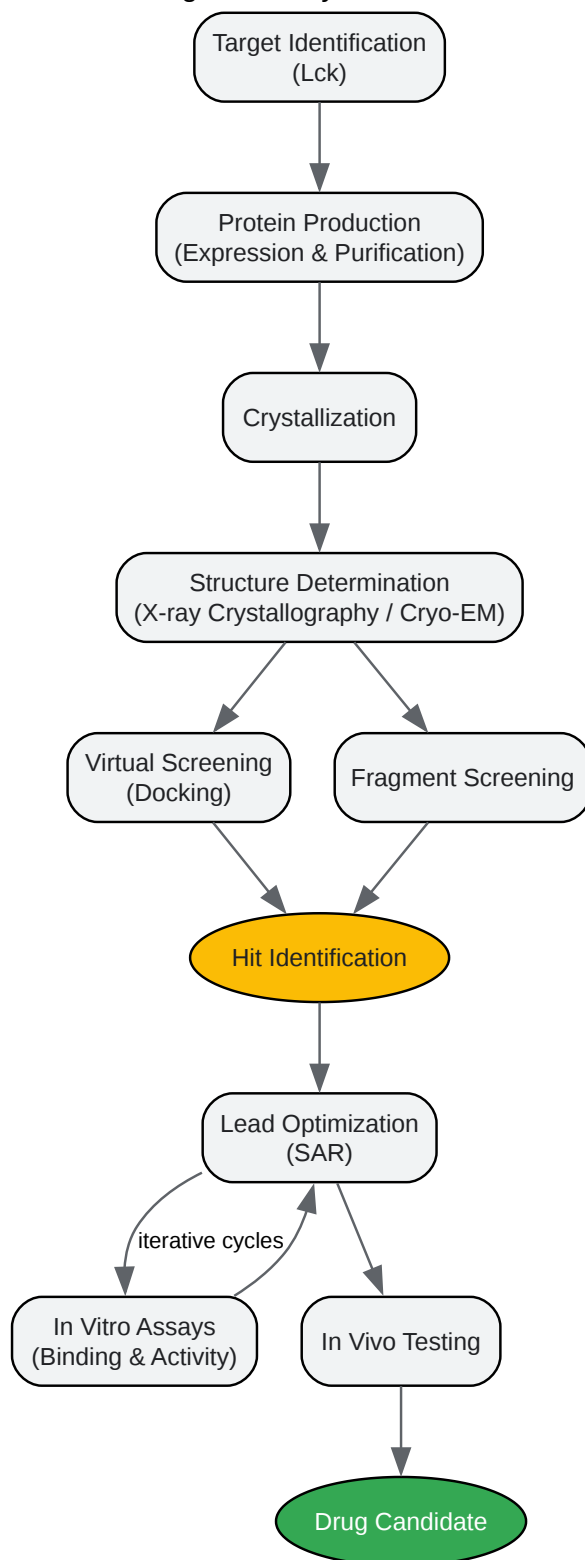 Target Identification
(Lck)
Protein Production
(Expression & Purification)
Crystallization
Structure Determination
(X-ray Crystallography / Cryo-EM)
Virtual Screening
(Docking)
Fragment Screening
Hit Identification
Lead Optimization
(SAR)
iterative cycles
In Vitro Assays
(Binding & Activity)
In Vivo Testing
Drug Candidate